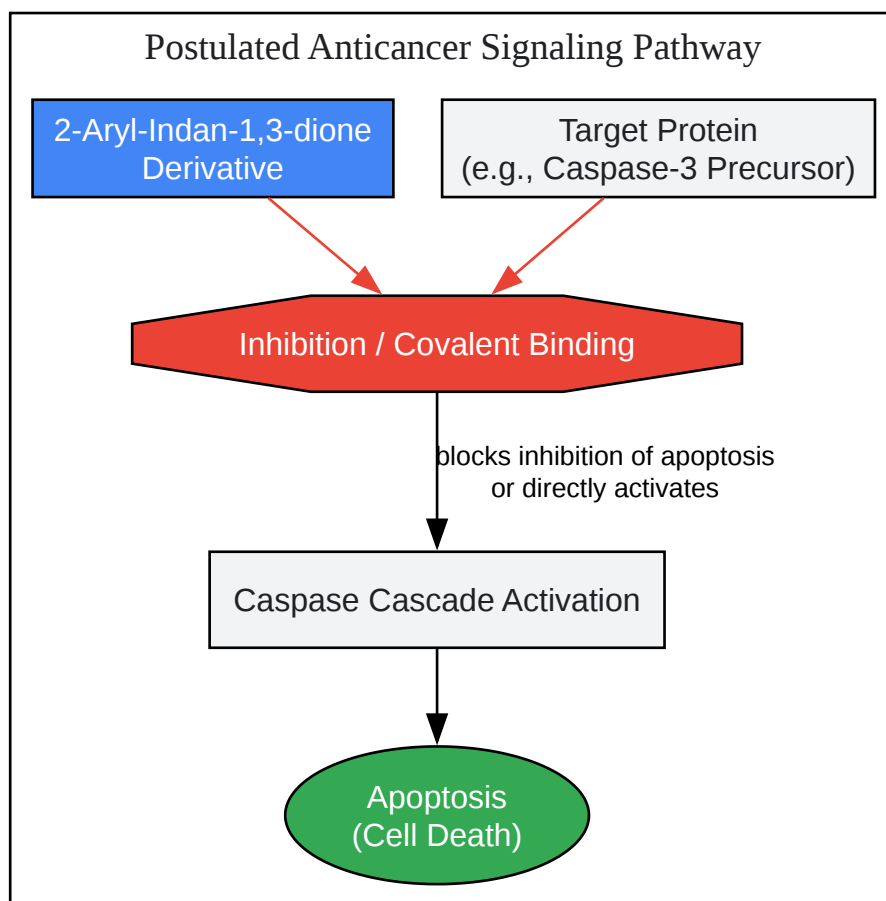 Postulated Anticancer Signaling Pathway
2-Aryl-Indan-1,3-dione
Derivative
Target Protein
(e.g., Caspase-3 Precursor)
Inhibition / Covalent Binding
blocks inhibition of apoptosis
or directly activates
Caspase Cascade Activation
Apoptosis
(Cell Death)